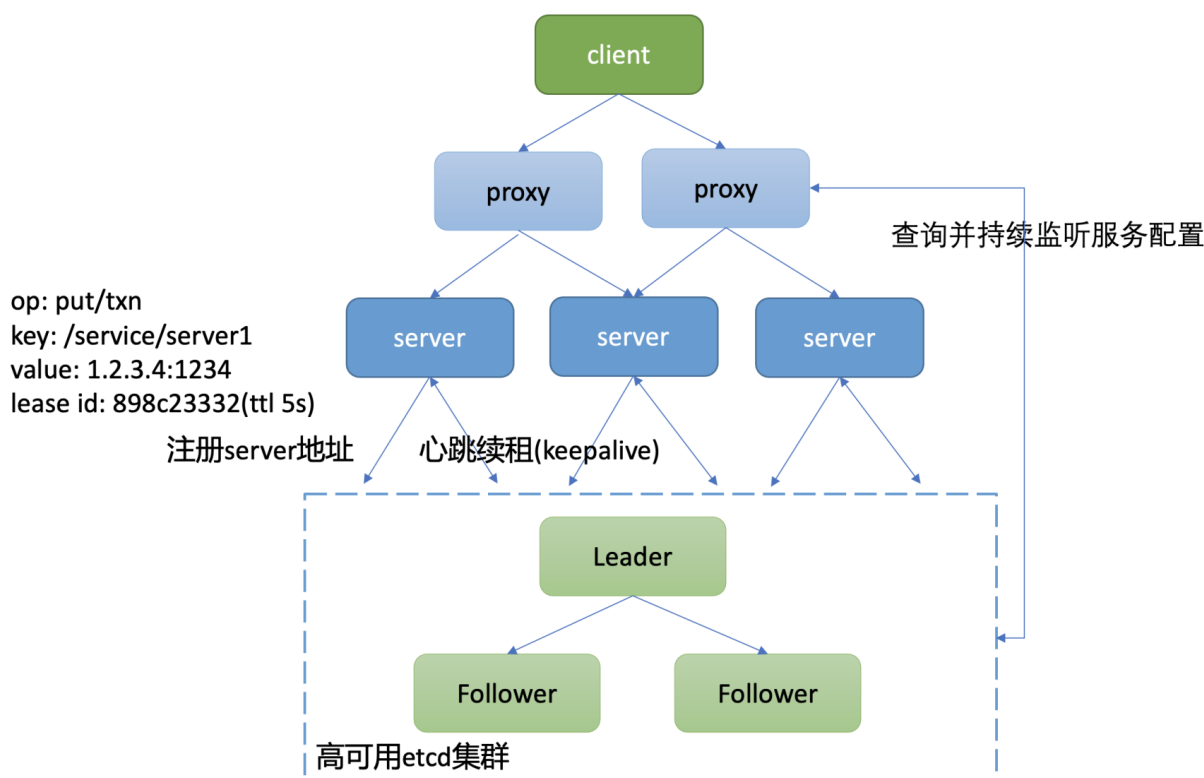 client
proxy
proxy
查询并持续监听服务配置
op: put/txn
key: /service/server1
value: 1.2.3.4:1234
lease id: 898c23332(ttl 5s)
server
server
server
注册server地址
心跳续租(keepalive)
Leader
Follower
Follower
高可用etcd集群